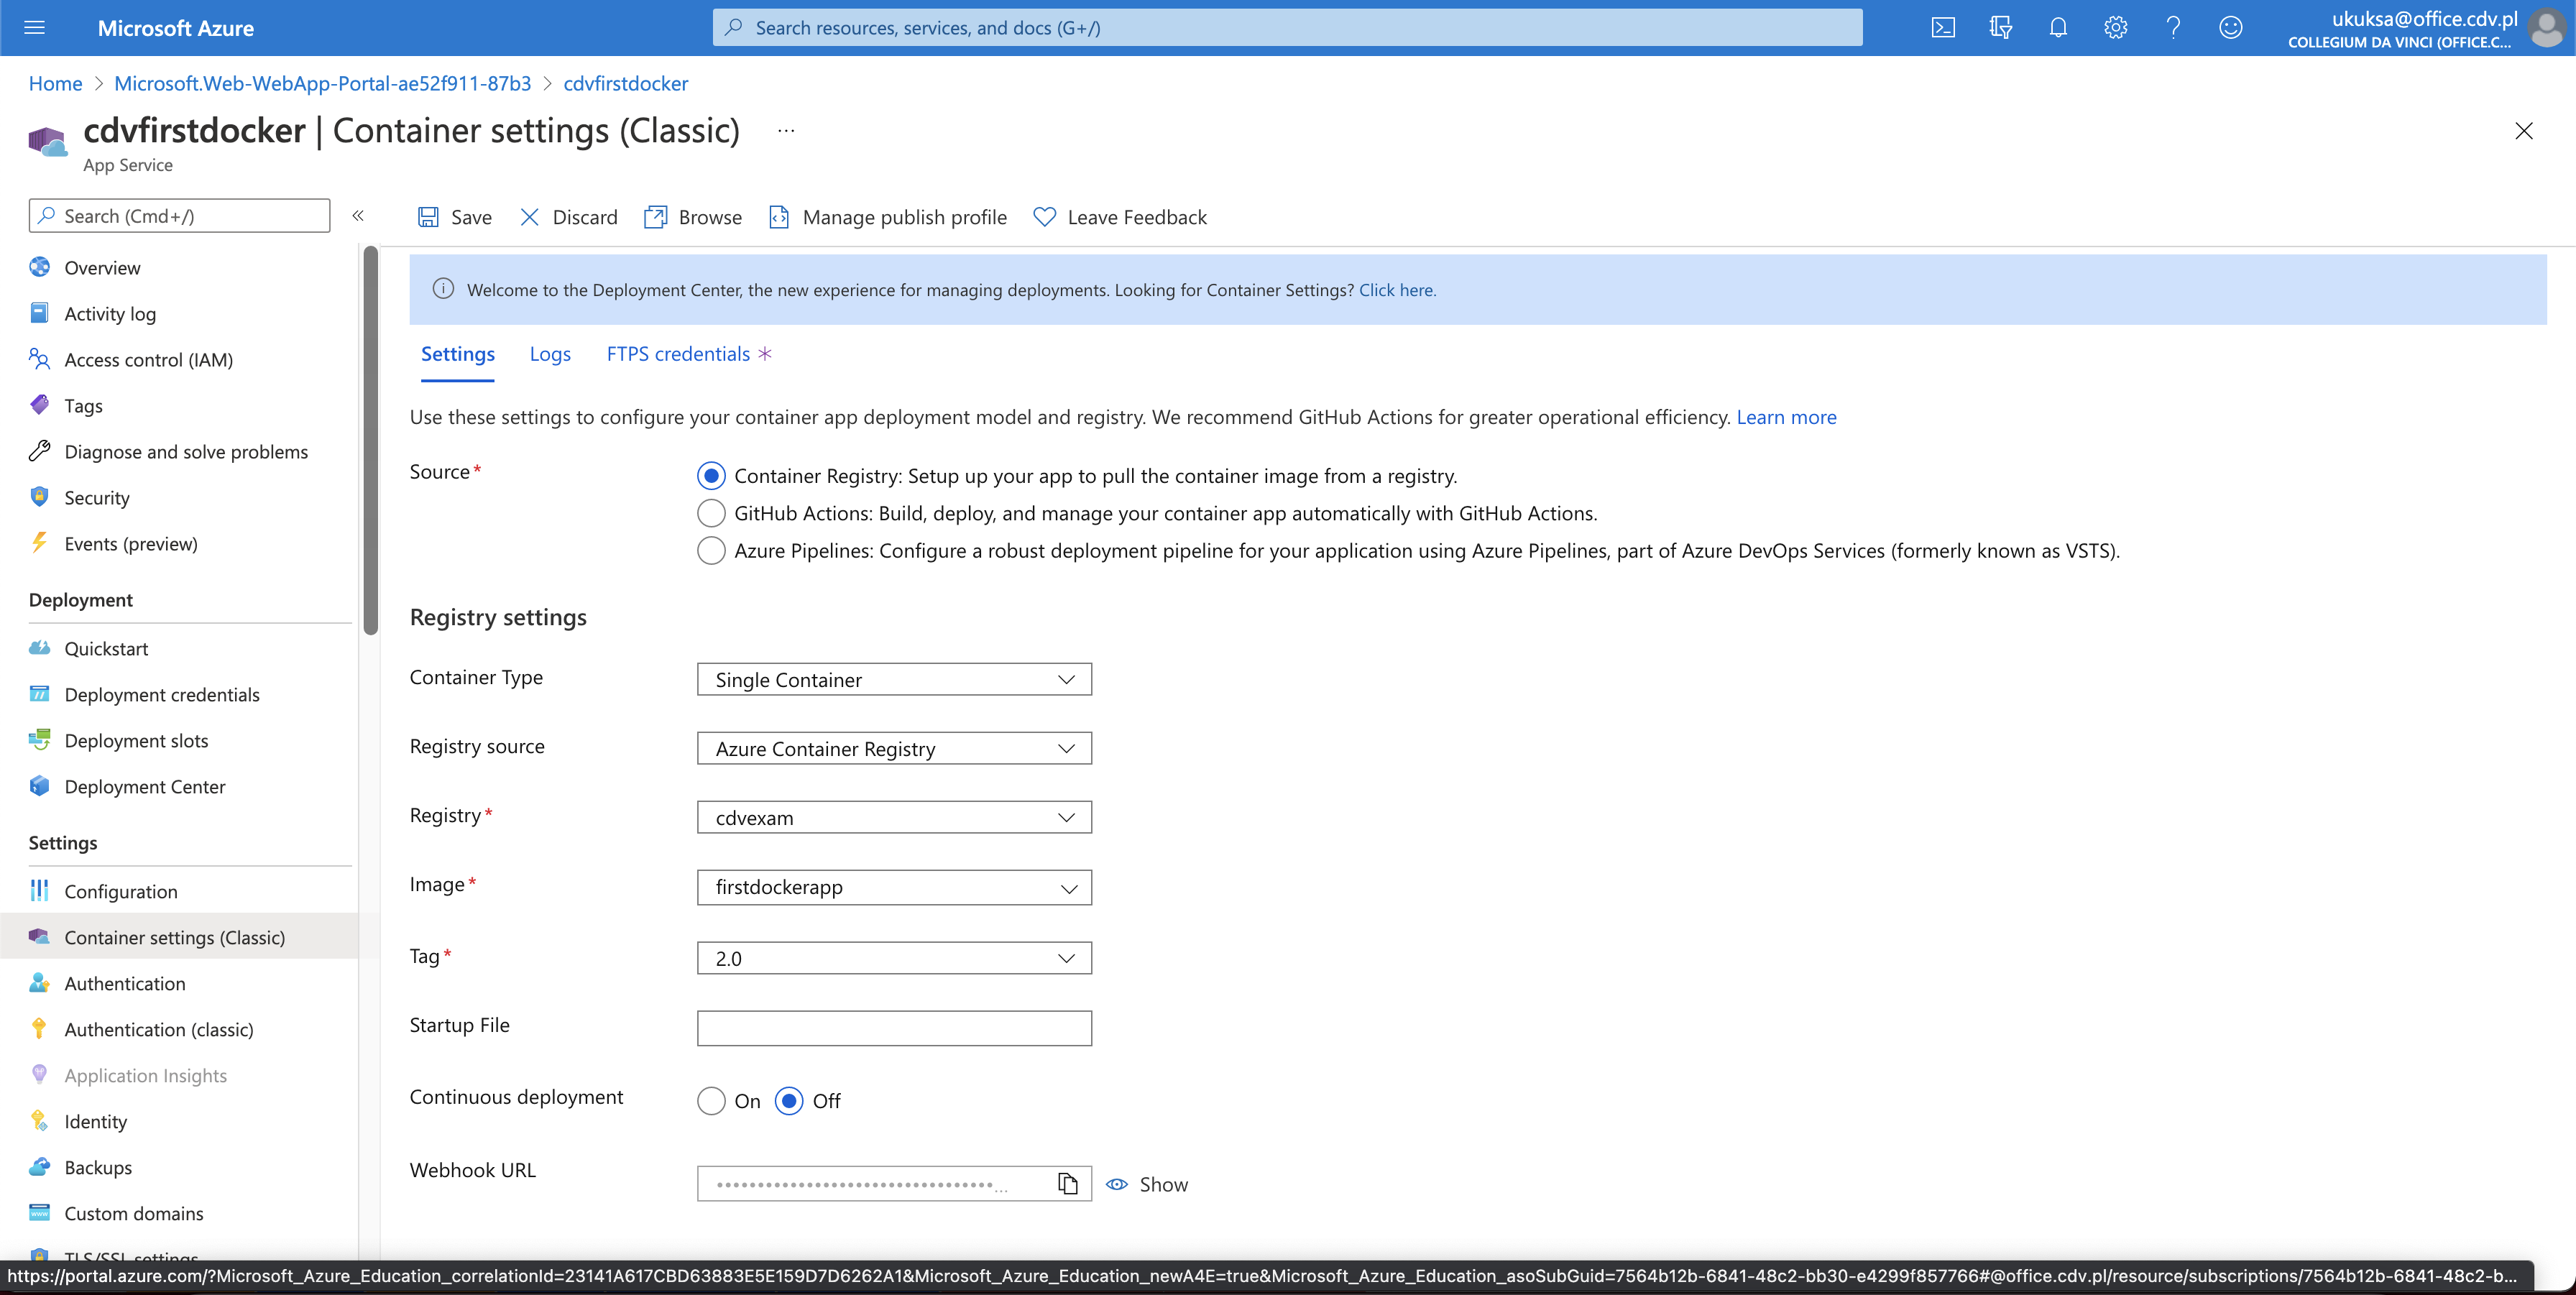 Microsoft Azure
Search resources, services, and docs (G+/)
ukuksa@office.cdv.pl
COLLEGIUM DA VINCI (OFFICE.C...
Home > Microsoft.Web-WebApp-Portal-ae52f911-87b3 > cdvfirstdocker
cdvfirstdocker | Container settings (Classic) ...
App Service
Search (Cmd+/)
Save Discard Browse Manage publish profile Leave Feedback
Overview
Activity log
Access control (IAM)
Tags
Diagnose and solve problems
Security
Events (preview)
Deployment
Quickstart
Deployment credentials
Deployment slots
Deployment Center
Settings
Configuration
Container settings (Classic)
Authentication
Authentication (classic)
Application Insights
Identity
Backups
Custom domains
TLS/SSL settings
Welcome to the Deployment Center, the new experience for managing deployments. Looking for Container Settings? Click here.
Settings Logs FTPS credentials *
Use these settings to configure your container app deployment model and registry. We recommend GitHub Actions for greater operational efficiency. Learn more
Source*
Container Registry: Setup up your app to pull the container image from a registry.
GitHub Actions: Build, deploy, and manage your container app automatically with GitHub Actions.
Azure Pipelines: Configure a robust deployment pipeline for your application using Azure Pipelines, part of Azure DevOps Services (formerly known as VSTS).
Registry settings
Container Type Single Container
Registry source Azure Container Registry
Registry* cdvexam
Image* firstdockerapp
Tag* 2.0
Startup File
Continuous deployment On Off
Webhook URL ••••••••••••••••••••••••••••••••••... Show
https://portal.azure.com/?Microsoft_Azure_Education_correlationId=23141A617CBD63883E5E159D7D6262A1&Microsoft_Azure_Education_newA4E=true&Microsoft_Azure_Education_asoSubGuid=7564b12b-6841-48c2-bb30-e4299f857766#@office.cdv.pl/resource/subscriptions/7564b12b-6841-48c2-b...